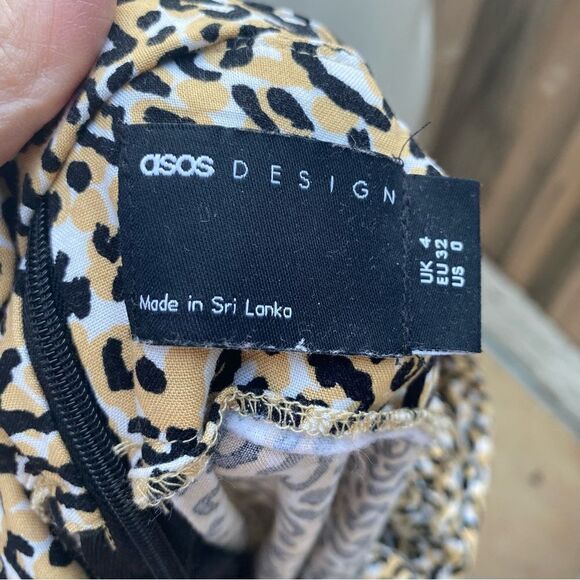 asos DESIGN
Made in Sri Lanka
UK 4
EU 32
US 0